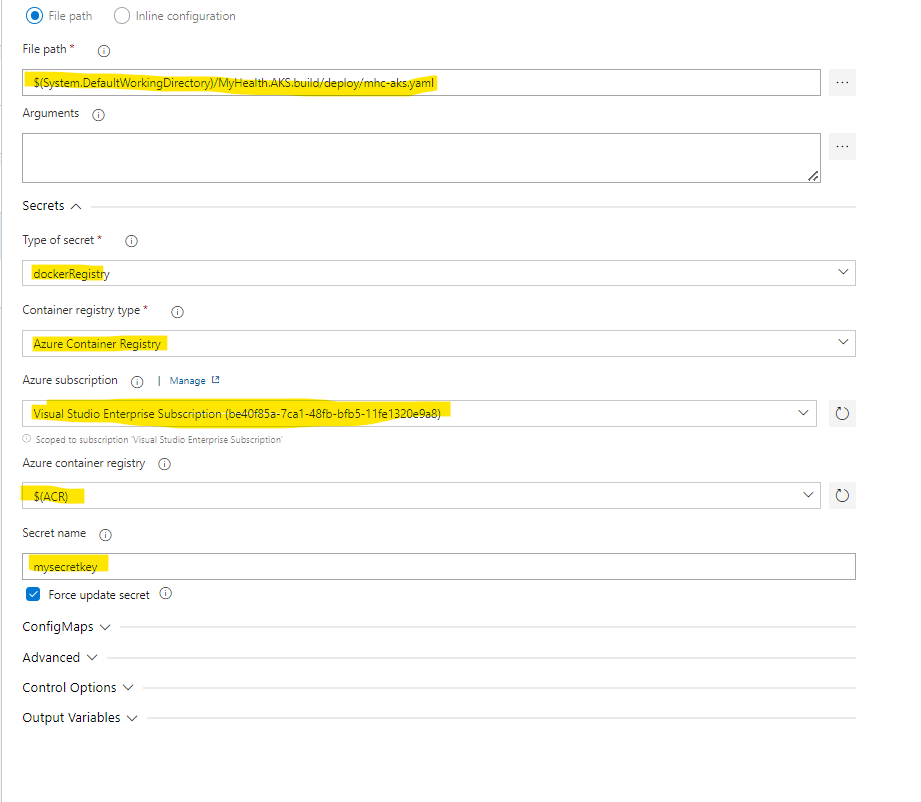 File path Inline configuration
File path *
$(System.DefaultWorkingDirectory)/MyHealth.AKS.build/deploy/mhc-aks.yaml ...
Arguments
...
Secrets
Type of secret *
dockerRegistry
Container registry type *
Azure Container Registry
Azure subscription | Manage
Visual Studio Enterprise Subscription (be40f85a-7ca1-48fb-bfb5-11fe1320e9a8)
Scoped to subscription 'Visual Studio Enterprise Subscription'
Azure container registry
$(ACR)
Secret name
mysecretkey
Force update secret
ConfigMaps
Advanced
Control Options
Output Variables